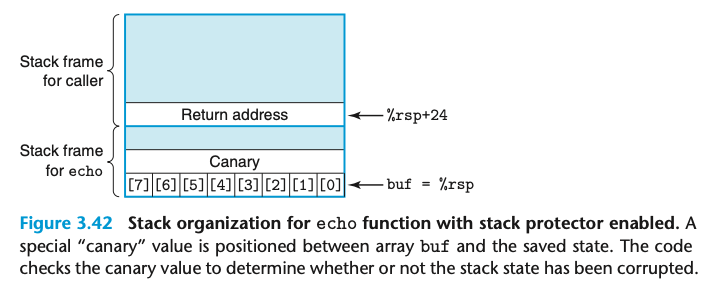 Stack frame
for caller
Return address
%rsp+24
Stack frame
for echo
Canary
[7] [6] [5] [4] [3] [2] [1] [0]
buf = %rsp
Figure 3.42 Stack organization for echo function with stack protector enabled. A
special “canary” value is positioned between array buf and the saved state. The code
checks the canary value to determine whether or not the stack state has been corrupted.